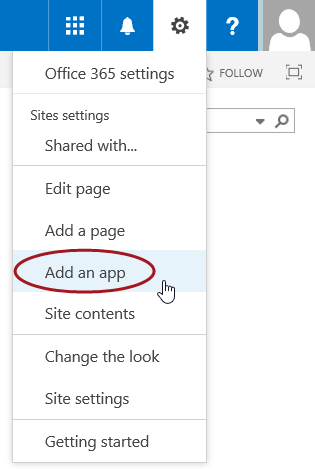 ?
Office 365 settings
FOLLOW
Sites settings
Shared with...
Edit page
Add a page
Add an app
Site contents
Change the look
Site settings
Getting started